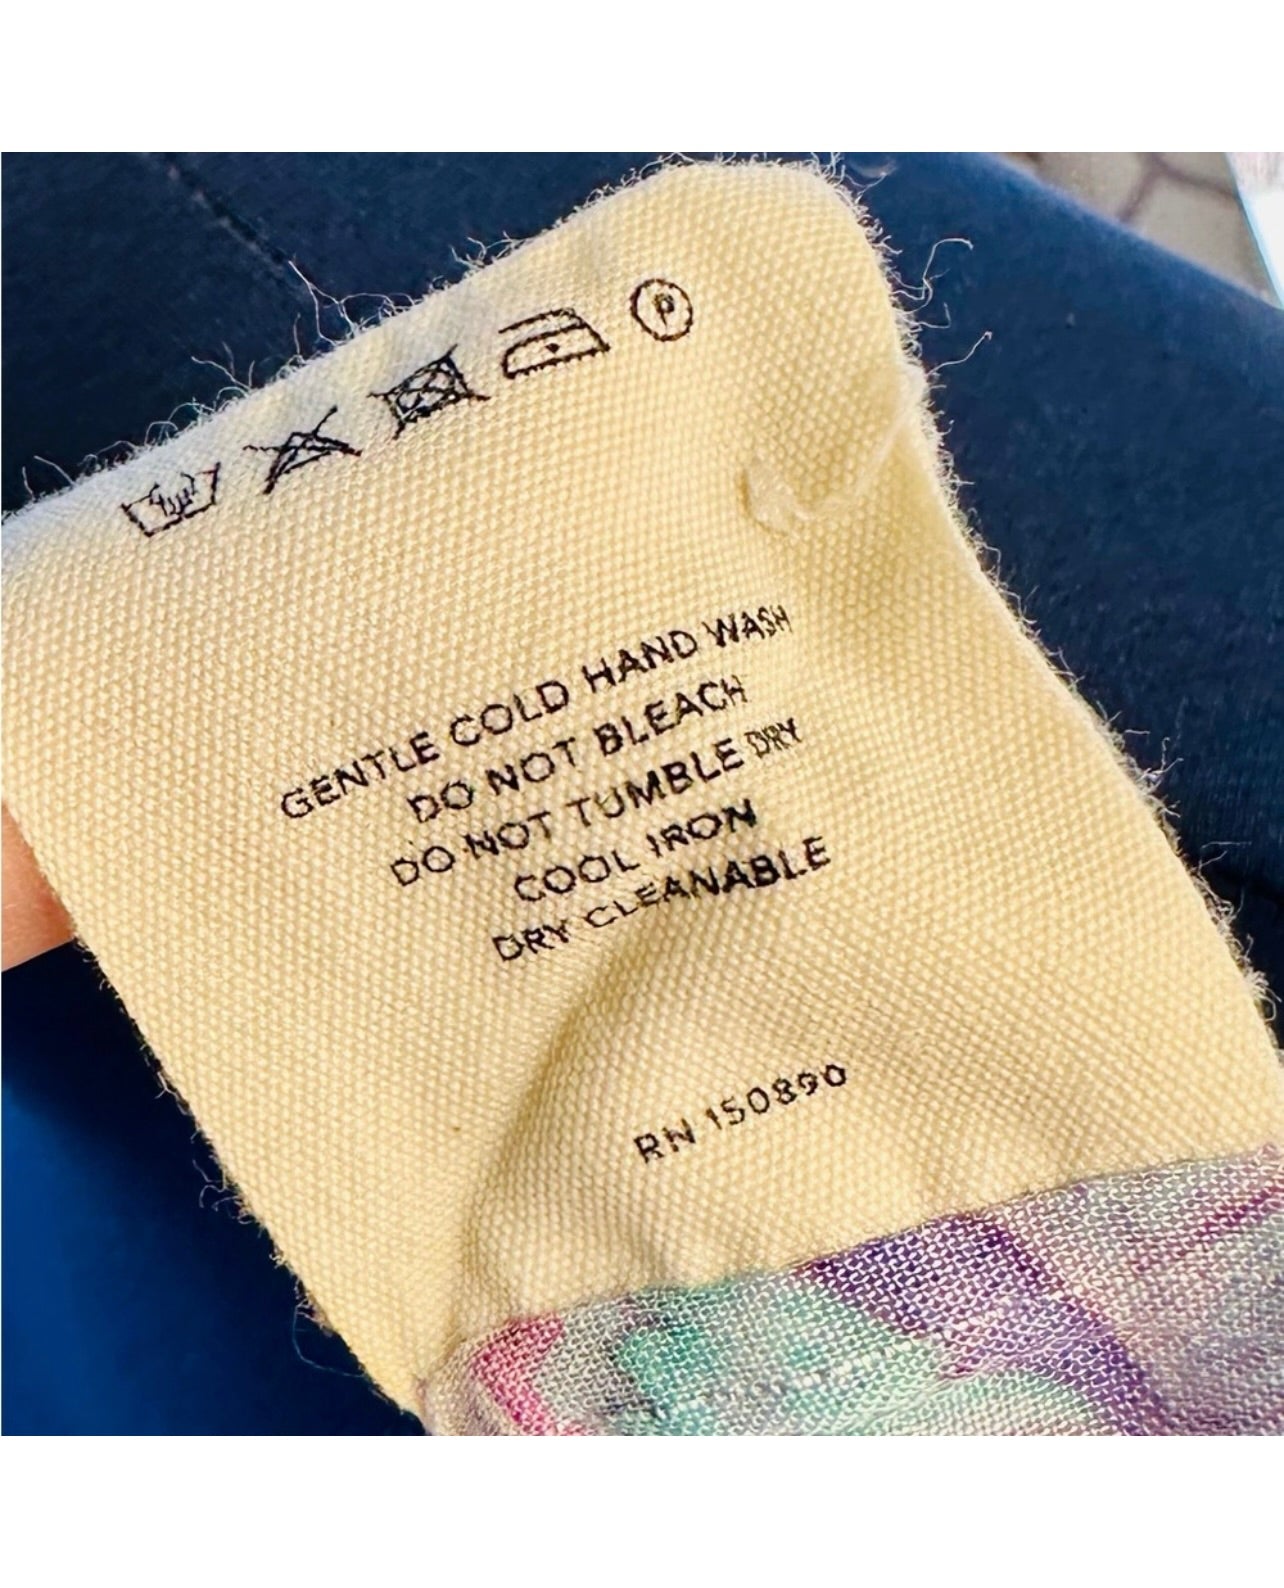 P
GENTLE COLD HAND WASH
DO NOT BLEACH
DO NOT TUMBLE DRY
COOL IRON
DRY CLEANABLE
RN 150890